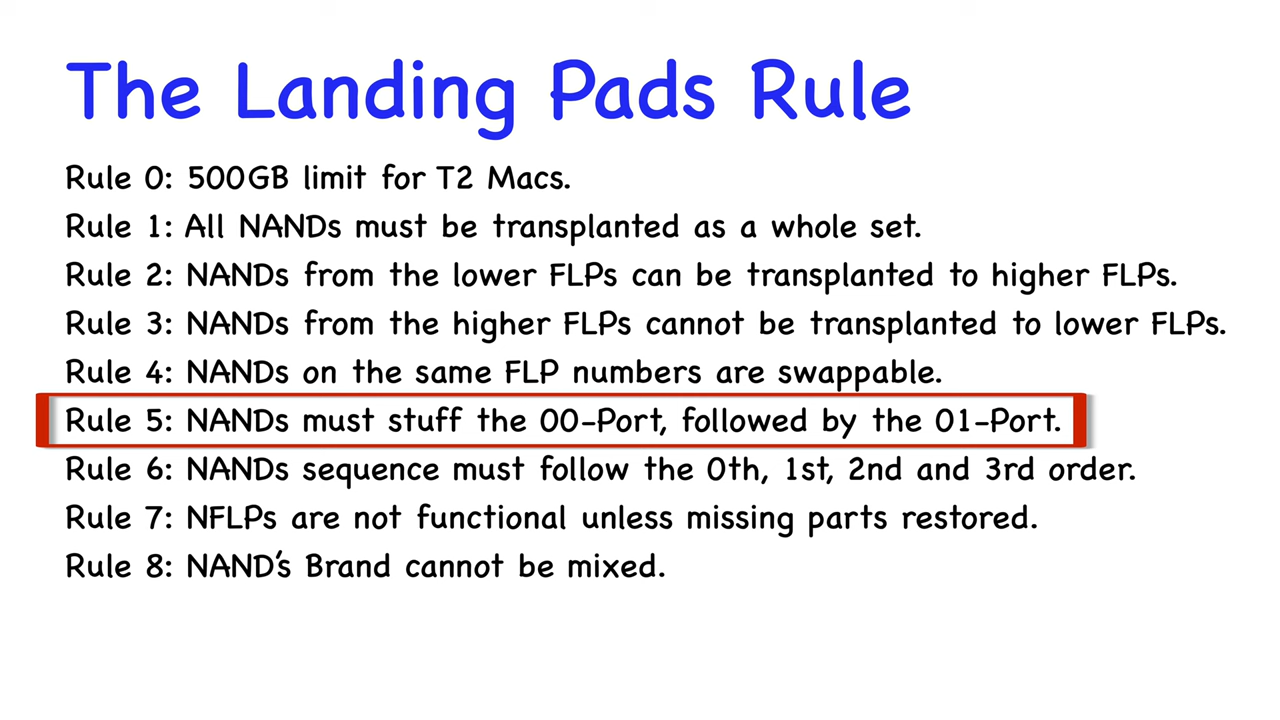 The Landing Pads Rule
Rule 0: 500GB limit for T2 Macs.
Rule 1: All NANDs must be transplanted as a whole set.
Rule 2: NANDs from the lower FLPs can be transplanted to higher FLPs.
Rule 3: NANDs from the higher FLPs cannot be transplanted to lower FLPs.
Rule 4: NANDs on the same FLP numbers are swappable.
Rule 5: NANDs must stuff the 00-Port, followed by the 01-Port.
Rule 6: NANDs sequence must follow the 0th, 1st, 2nd and 3rd order.
Rule 7: NFLPs are not functional unless missing parts restored.
Rule 8: NAND’s Brand cannot be mixed.